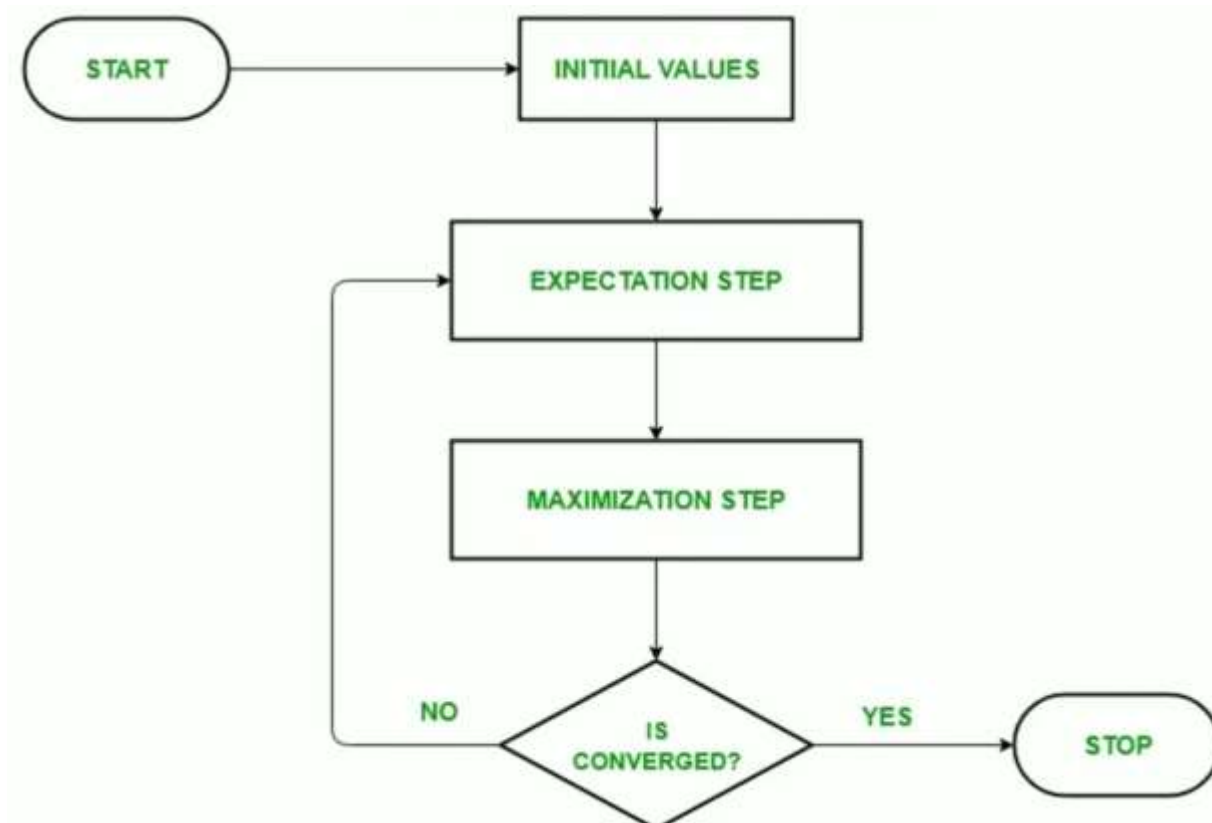 START
INITIIAL VALUES
EXPECTATION STEP
MAXIMIZATION STEP
NO
YES
IS
CONVERGED?
STOP